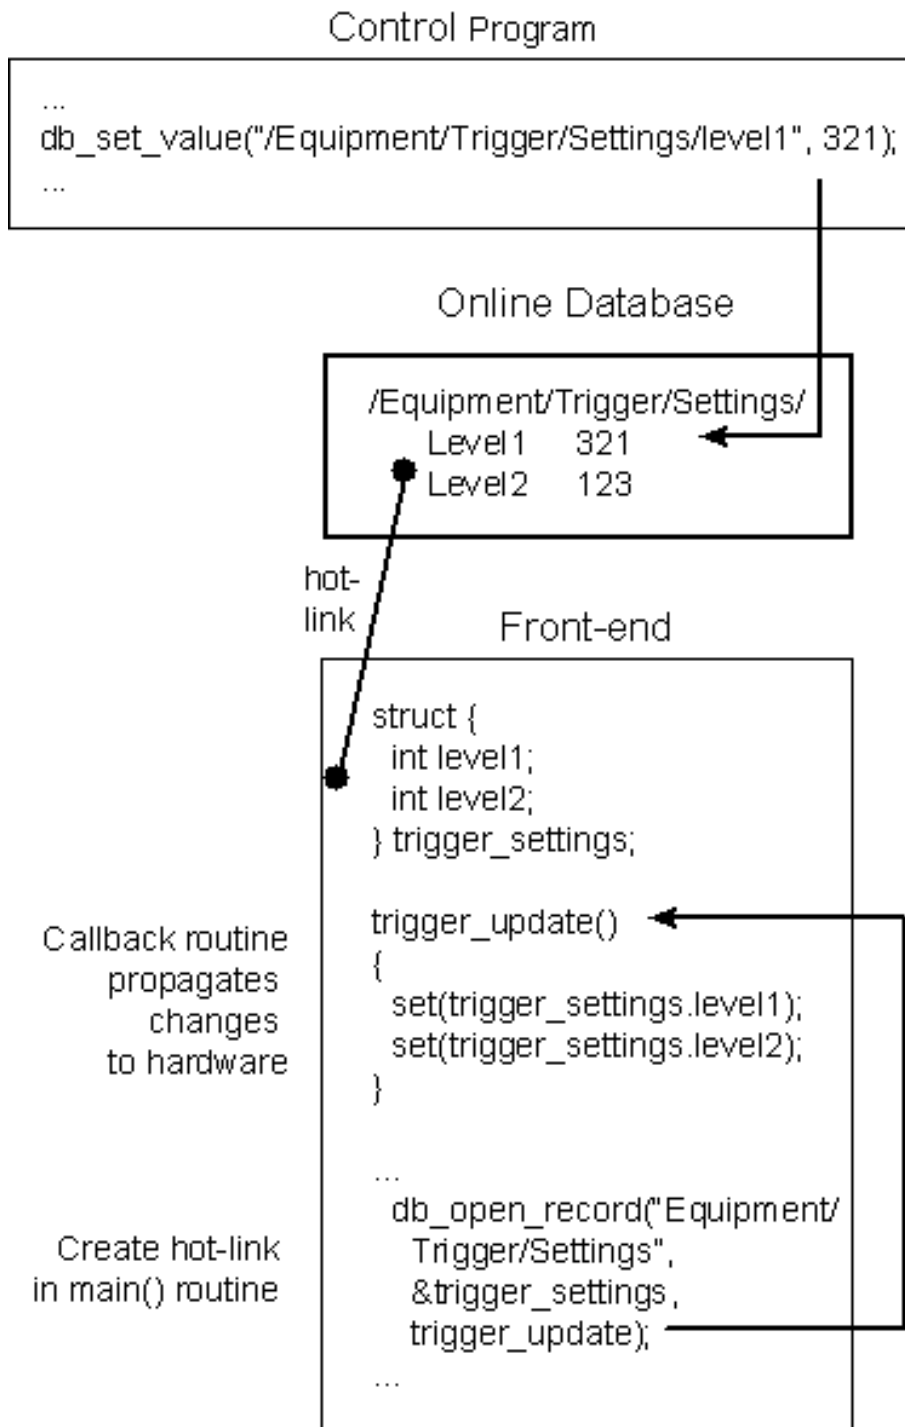 Control Program
...
db_set_value("/Equipment/Trigger/Settings/level1", 321);
...
Online Database
/Equipment/Trigger/Settings/
Level1 321
Level2 123
hot-
link
Front-end
struct {
int level1;
int level2;
} trigger_settings;
trigger_update()
{
set(trigger_settings.level1);
set(trigger_settings.level2);
}
Callback routine
propagates
changes
to hardware
...
db_open_record("Equipment/
Trigger/Settings",
&trigger_settings,
trigger_update);
...
Create hot-link
in main() routine